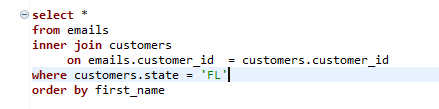 select *
from emails
inner join customers
on emails.customer_id  = customers.customer_id
where customers.state = 'FL'
order by first_name